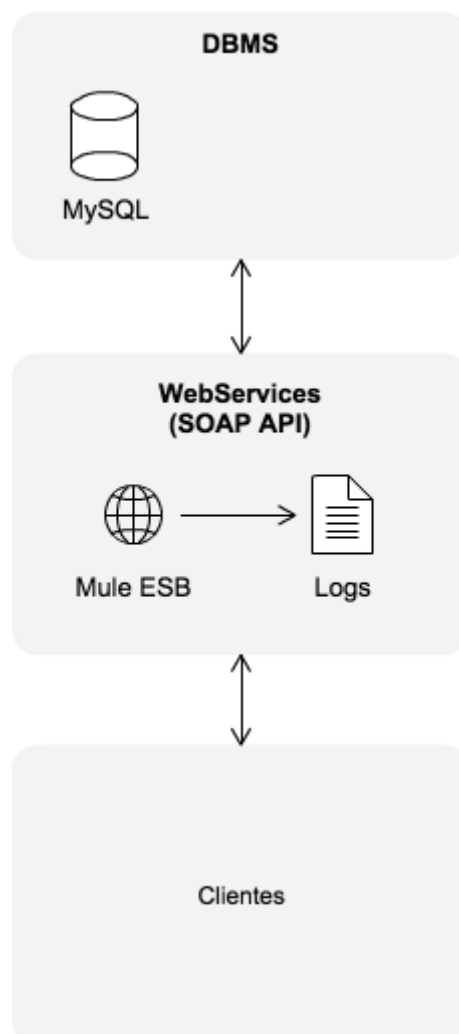 DBMS
MySQL
WebServices
(SOAP API)
Mule ESB
Logs
Clientes